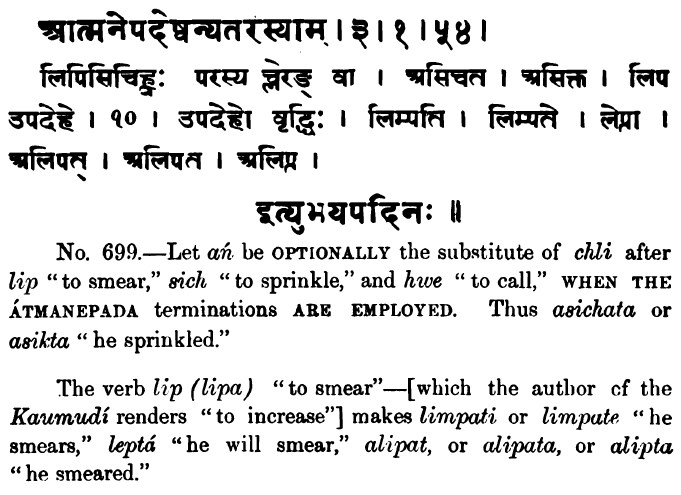 आत्मनेपदेष्वन्यतरस्याम् । ३ । १ । ५४ ।
लिपिसिचिह्वः परस्य च्लेरङ् वा । असिचत । असिक्त । लिप
उपदेहे । १० । उपदेहो वृद्धिः । लिम्पति । लिम्पते । लेप्ता ।
अलिपत् । अलिपत । अलिप्त ।
इत्युभयपदिनः ॥
No. 699.—Let aṅ be OPTIONALLY the substitute of chli after
lip "to smear," sich "to sprinkle," and hwe "to call," WHEN THE
ÁTMANEPADA terminations ARE EMPLOYED. Thus asichata or
asikta "he sprinkled."
The verb lip (lipa) "to smear"—[which the author of the
Kaumudí renders "to increase"] makes limpati or limpate "he
smears," leptá "he will smear," alipat, or alipata, or alipta
"he smeared."